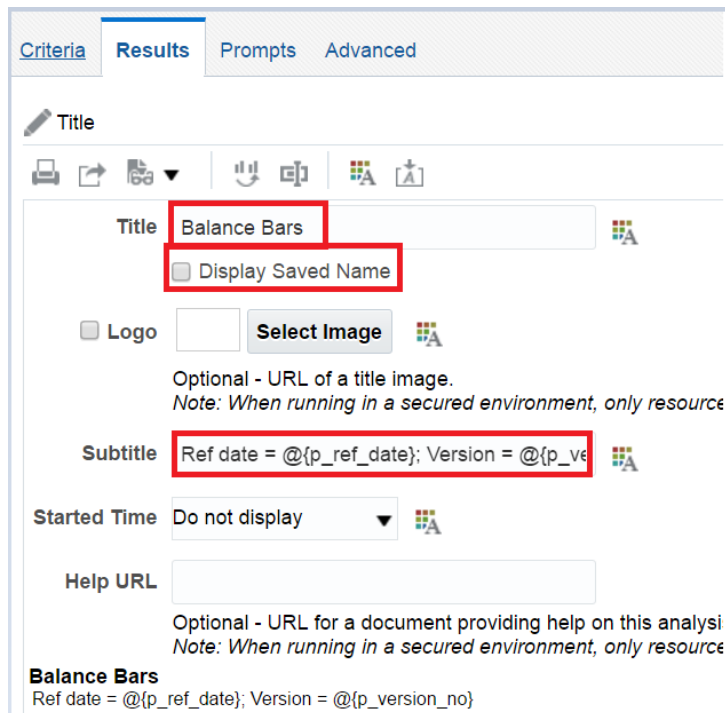 Criteria Results Prompts Advanced
Title
Title Balance Bars
Display Saved Name
Logo Select Image
Optional - URL of a title image.
Note: When running in a secured environment, only resource
Subtitle Ref date = @{p_ref_date}; Version = @{p_ve
Started Time Do not display
Help URL
Optional - URL for a document providing help on this analysi
Note: When running in a secured environment, only resource
Balance Bars
Ref date = @{p_ref_date}; Version = @{p_version_no}